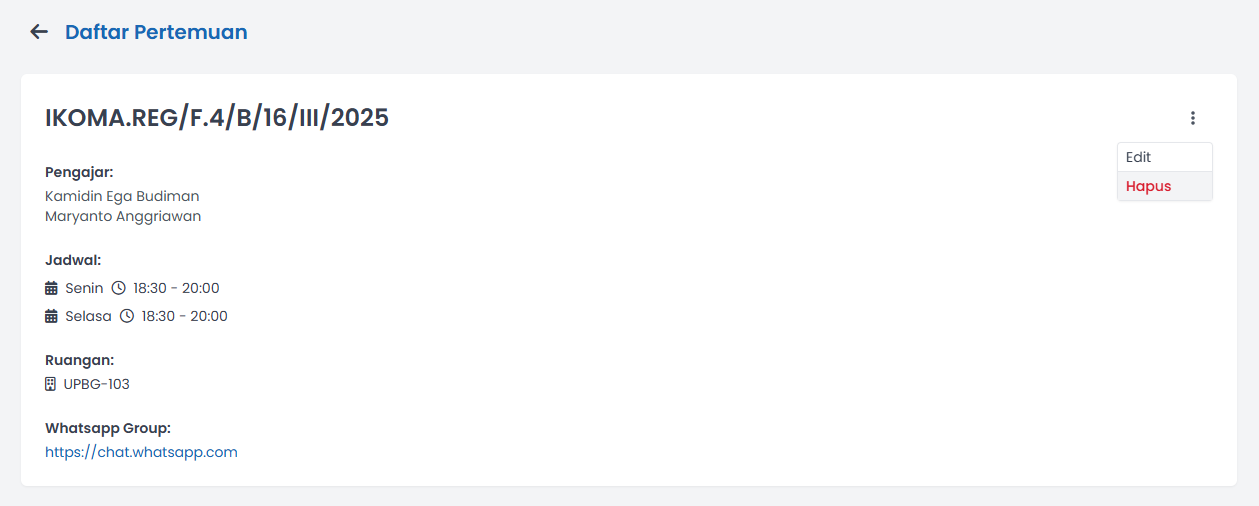 Daftar Pertemuan
IKOMA.REG/F.4/B/16/III/2025
Edit
Hapus
Pengajar:
Kamidin Ega Budiman
Maryanto Anggriawan
Jadwal:
Senin 18:30 - 20:00
Selasa 18:30 - 20:00
Ruangan:
UPBG-103
Whatsapp Group:
https://chat.whatsapp.com